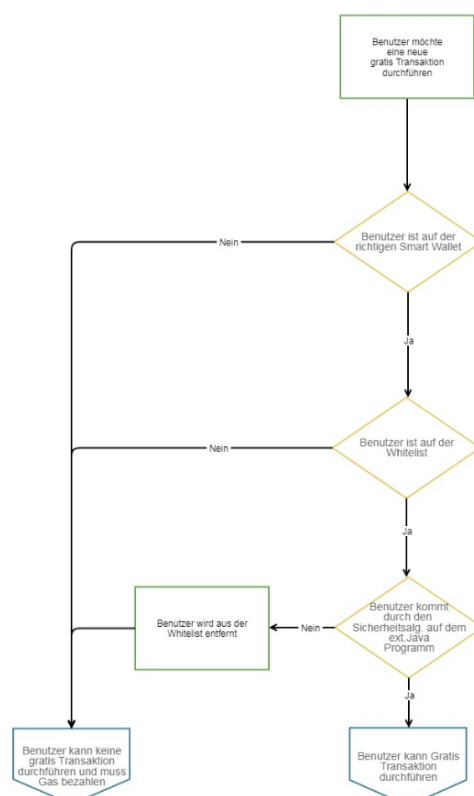 Benutzer möchte
eine neue
gratis Transaktion
durchführen
Benutzer ist auf der
richtigen Smart Wallet
Nein
Ja
Benutzer ist auf der
Whitelist
Nein
Ja
Benutzer kommt
durch den
Sicherheitsalg. auf dem
ext.Java
Programm
Nein
Benutzer wird aus der
Whitelist entfernt
Ja
Benutzer kann keine
gratis Transaktion
durchführen und muss
Gas bezahlen
Benutzer kann Gratis
Transaktion
durchführen